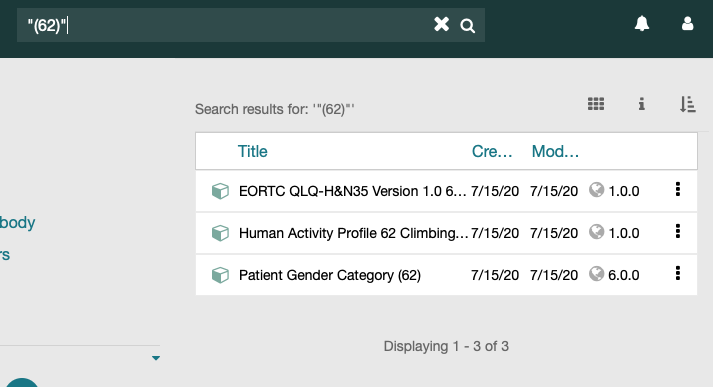 "(62)"
Search results for: '"(62)"'
Title Cre... Mod...
EORTC QLQ-H&N35 Version 1.0 6... 7/15/20 7/15/20 1.0.0
body
Human Activity Profile 62 Climbing... 7/15/20 7/15/20 1.0.0
rs
Patient Gender Category (62) 7/15/20 7/15/20 6.0.0
Displaying 1 - 3 of 3